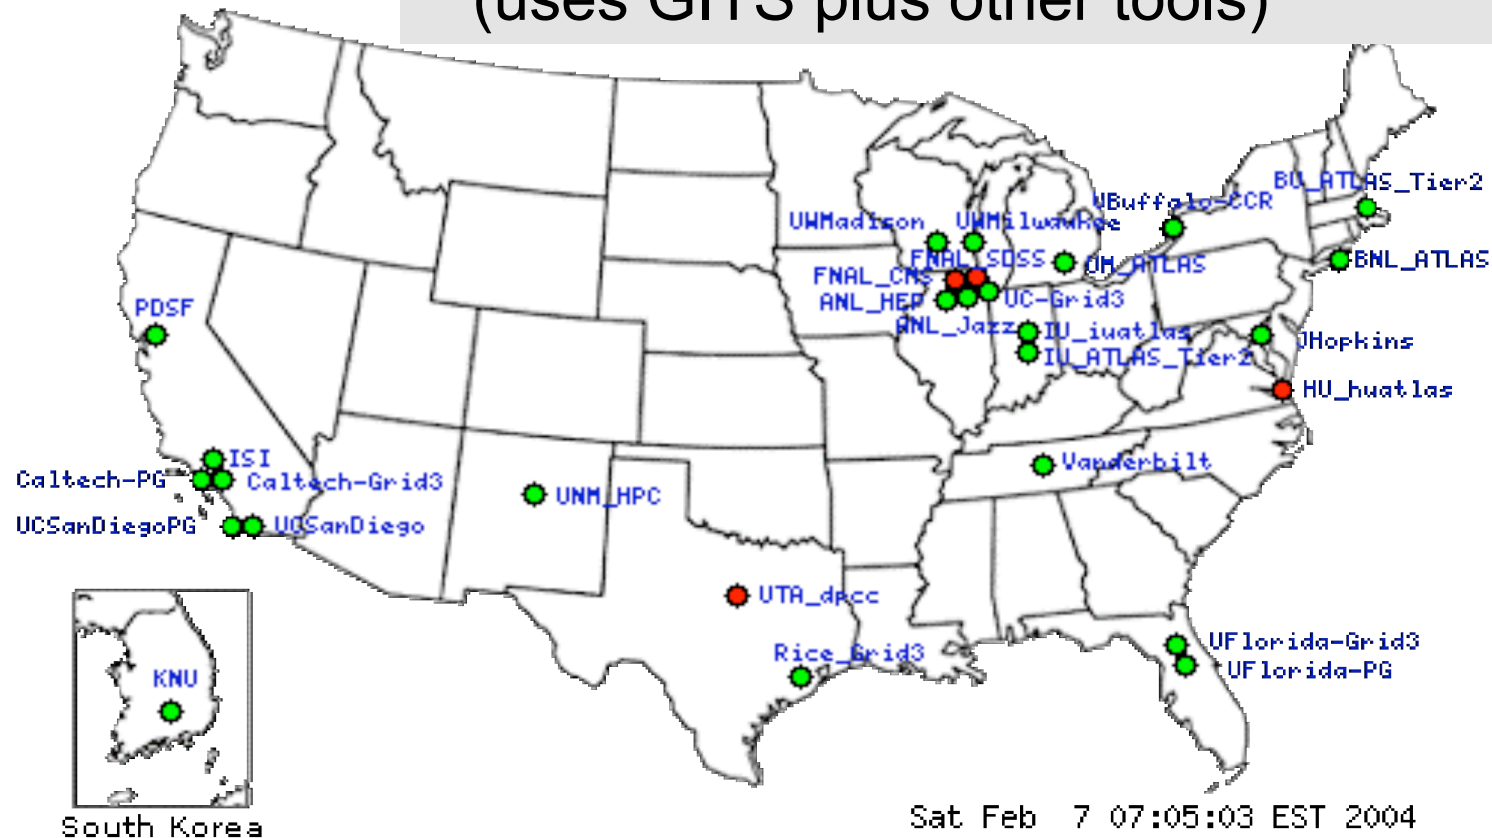 (uses GITS plus other tools)
BU_ATLAS_Tier2
UBuffalo-CCR
UWMadison
UWMilwaukee
FNAL_SDSS
UM_ATLAS
BNL_ATLAS
FNAL_CMS
ANL_HEP
UC-Grid3
PDSF
ANL_Jazz
IU_iuatlas
JHopkins
IU_ATLAS_Tier2
HU_huatlas
ISI
Vanderbilt
Caltech-PG
Caltech-Grid3
UNM_HPC
UCSanDiegoPG
UCSanDiego
UTA_dpcc
Rice_Grid3
UFlorida-Grid3
UFlorida-PG
KNU
South Korea
Sat Feb 7 07:05:03 EST 2004